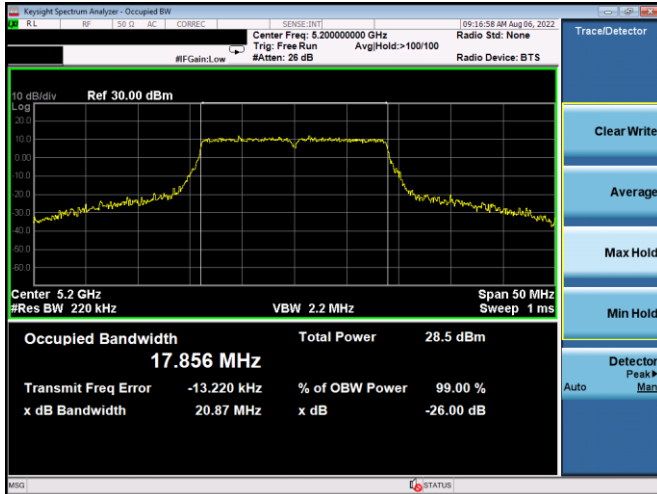 Keysight Spectrum Analyzer - Occupied BW
RL RF 50 Ω AC CORREC SENSE:INT 09:16:58 AM Aug 06, 2022
Center Freq: 5.200000000 GHz Radio Std: None
Trig: Free Run Avg|Hold:>100/100
#IFGain:Low #Atten: 26 dB Radio Device: BTS
Trace/Detector
10 dB/div Ref 30.00 dBm
Log
20.0
10.0
0.00
-10.0
-20.0
-30.0
-40.0
-50.0
-60.0
Center 5.2 GHz Span 50 MHz
#Res BW 220 kHz VBW 2.2 MHz Sweep 1 ms
Occupied Bandwidth Total Power 28.5 dBm
17.856 MHz
Transmit Freq Error -13.220 kHz % of OBW Power 99.00 %
x dB Bandwidth 20.87 MHz x dB -26.00 dB
Clear Write
Average
Max Hold
Min Hold
Detector
Peak▶
Auto Man
MSG STATUS